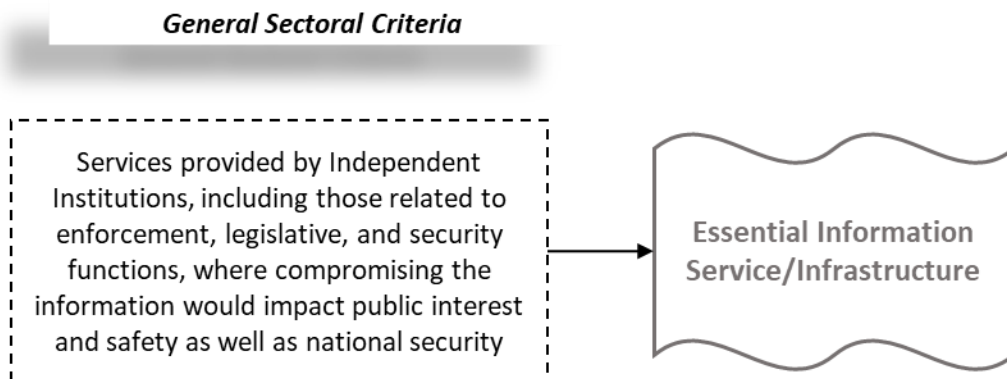 General Sectoral Criteria
Services provided by Independent
Institutions, including those related to
enforcement, legislative, and security
functions, where compromising the
information would impact public interest
and safety as well as national security
Essential Information
Service/Infrastructure